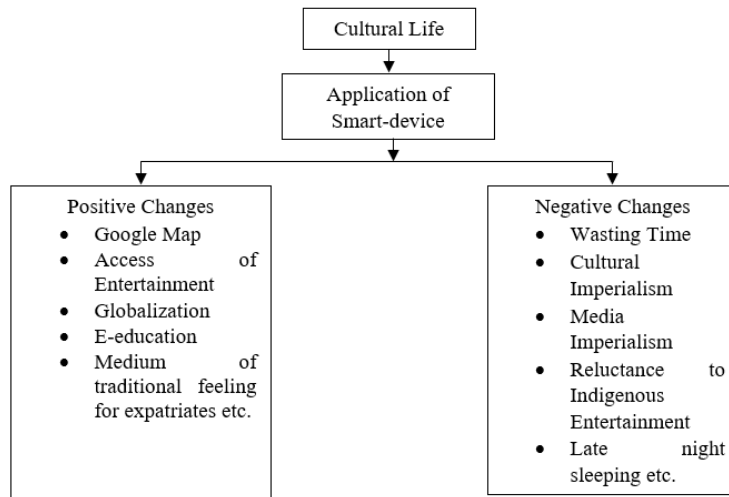 Cultural Life
Application of
Smart-device
Positive Changes
• Google Map
• Access of
Entertainment
• Globalization
• E-education
• Medium of
traditional feeling
for expatriates etc.
Negative Changes
• Wasting Time
• Cultural
Imperialism
• Media
Imperialism
• Reluctance to
Indigenous
Entertainment
• Late night
sleeping etc.